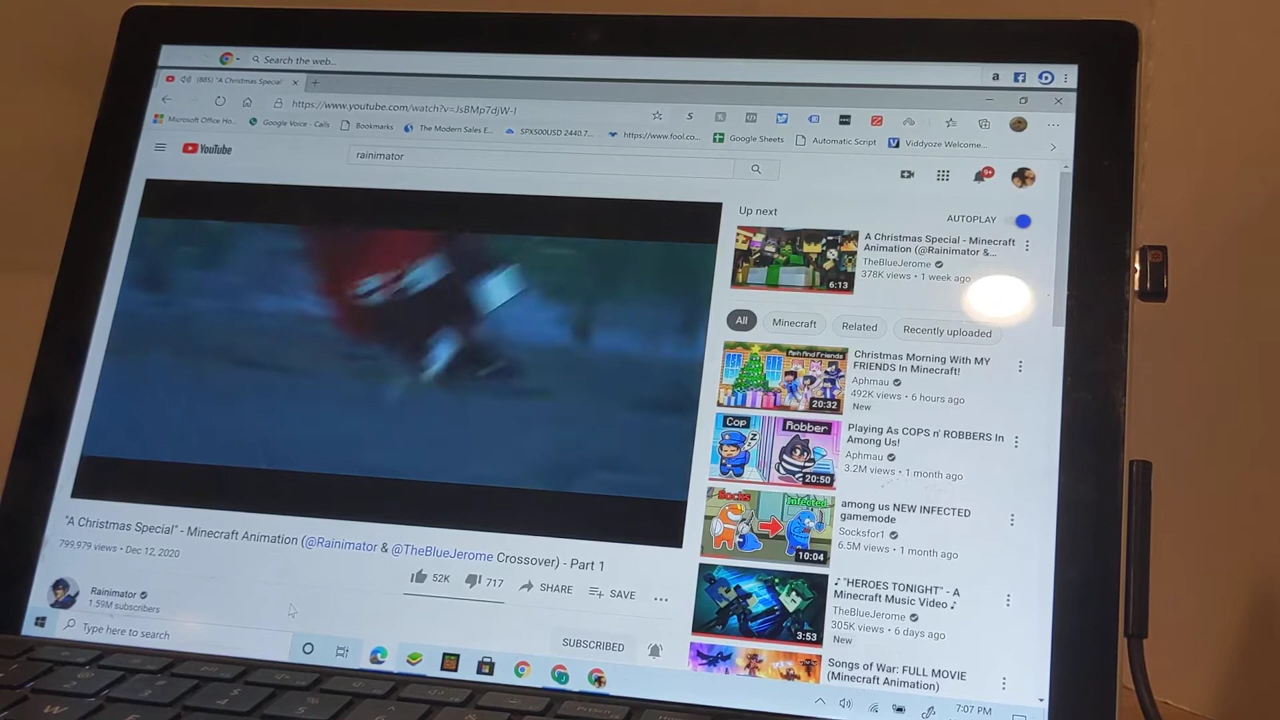 Search the web...
a
(885) "A Christmas Special"
https://www.youtube.com/watch?v=JsBMp7djW-I
Microsoft Office Ho...
Google Voice - Calls
Bookmarks
The Modern Sales E...
SPX500USD 2440.7...
https://www.fool.co...
Google Sheets
Automatic Script
Viddyoze Welcome...
YouTube
rainimator
9+
Up next
AUTOPLAY
A Christmas Special - Minecraft
Animation (@Rainimator &...
TheBlueJerome
378K views • 1 week ago
6:13
All
Minecraft
Related
Recently uploaded
Aph And Friends
20:32
Christmas Morning With MY
FRIENDS In Minecraft!
Aphmau
492K views • 6 hours ago
New
Cop
Robber
20:50
Playing As COPS n' ROBBERS In
Among Us!
Aphmau
3.2M views • 1 month ago
Socks
Infected
10:04
among us NEW INFECTED
gamemode
Socksfor1
6.5M views • 1 month ago
3:53
♪ "HEROES TONIGHT" - A
Minecraft Music Video ♪
TheBlueJerome
305K views • 6 days ago
New
Songs of War: FULL MOVIE
(Minecraft Animation)
"A Christmas Special" - Minecraft Animation (@Rainimator & @TheBlueJerome Crossover) - Part 1
799,979 views • Dec 12, 2020
52K
717
SHARE
SAVE
Rainimator
1.59M subscribers
SUBSCRIBED
Type here to search
7:07 PM